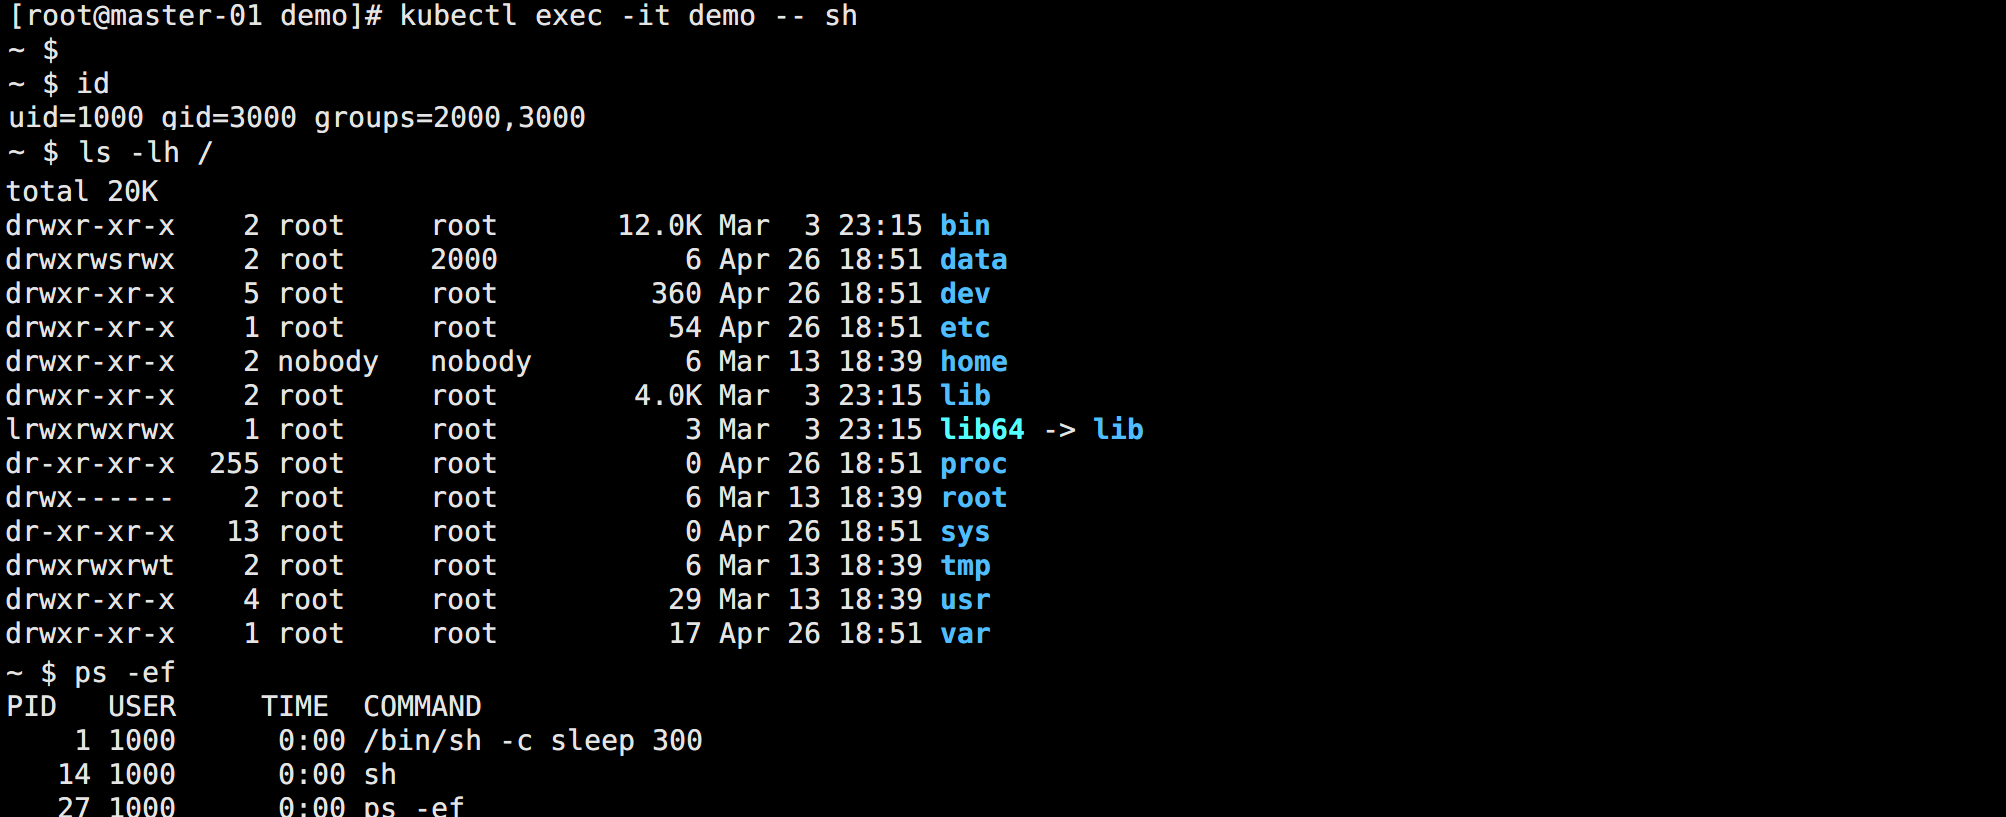 [root@master-01 demo]# kubectl exec -it demo -- sh
~ $
~ $ id
uid=1000 gid=3000 groups=2000,3000
~ $ ls -lh /
total 20K
drwxr-xr-x    2 root     root       12.0K Mar  3 23:15 bin
drwxrwsrwx    2 root     2000           6 Apr 26 18:51 data
drwxr-xr-x    5 root     root         360 Apr 26 18:51 dev
drwxr-xr-x    1 root     root          54 Apr 26 18:51 etc
drwxr-xr-x    2 nobody   nobody         6 Mar 13 18:39 home
drwxr-xr-x    2 root     root        4.0K Mar  3 23:15 lib
lrwxrwxrwx    1 root     root           3 Mar  3 23:15 lib64 -> lib
dr-xr-xr-x  255 root     root           0 Apr 26 18:51 proc
drwx------    2 root     root           6 Mar 13 18:39 root
dr-xr-xr-x   13 root     root           0 Apr 26 18:51 sys
drwxrwxrwt    2 root     root           6 Mar 13 18:39 tmp
drwxr-xr-x    4 root     root          29 Mar 13 18:39 usr
drwxr-xr-x    1 root     root          17 Apr 26 18:51 var
~ $ ps -ef
PID   USER     TIME  COMMAND
    1 1000      0:00 /bin/sh -c sleep 300
   14 1000      0:00 sh
   27 1000      0:00 ps -ef